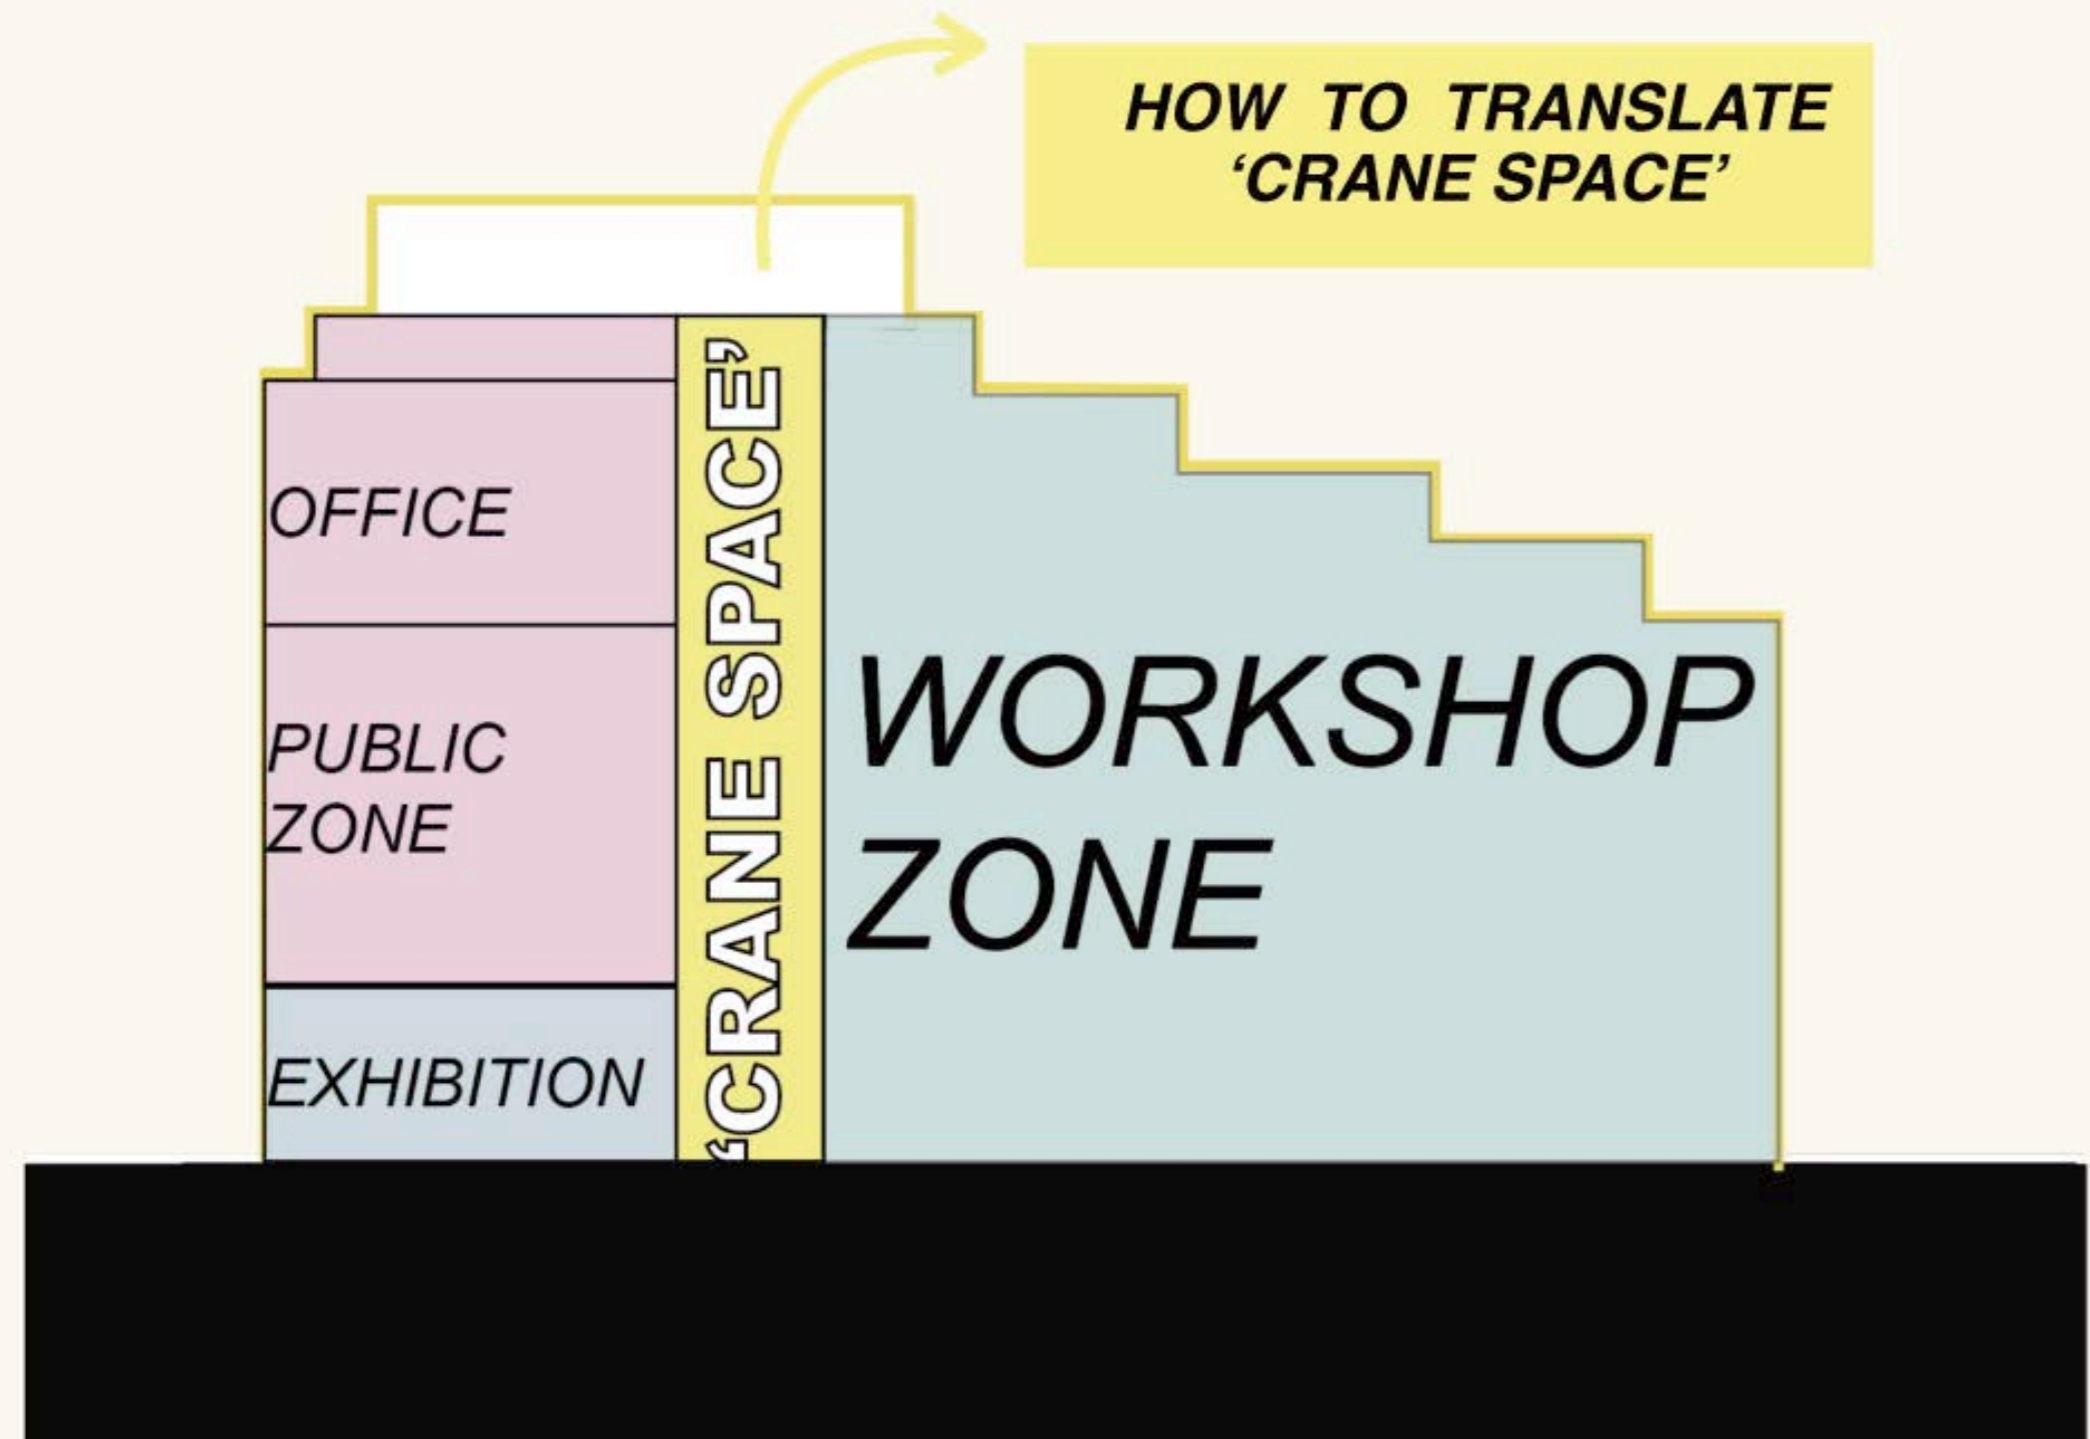 HOW TO TRANSLATE
‘CRANE SPACE’
OFFICE
PUBLIC
ZONE
EXHIBITION
‘CRANE SPACE’
WORKSHOP
ZONE